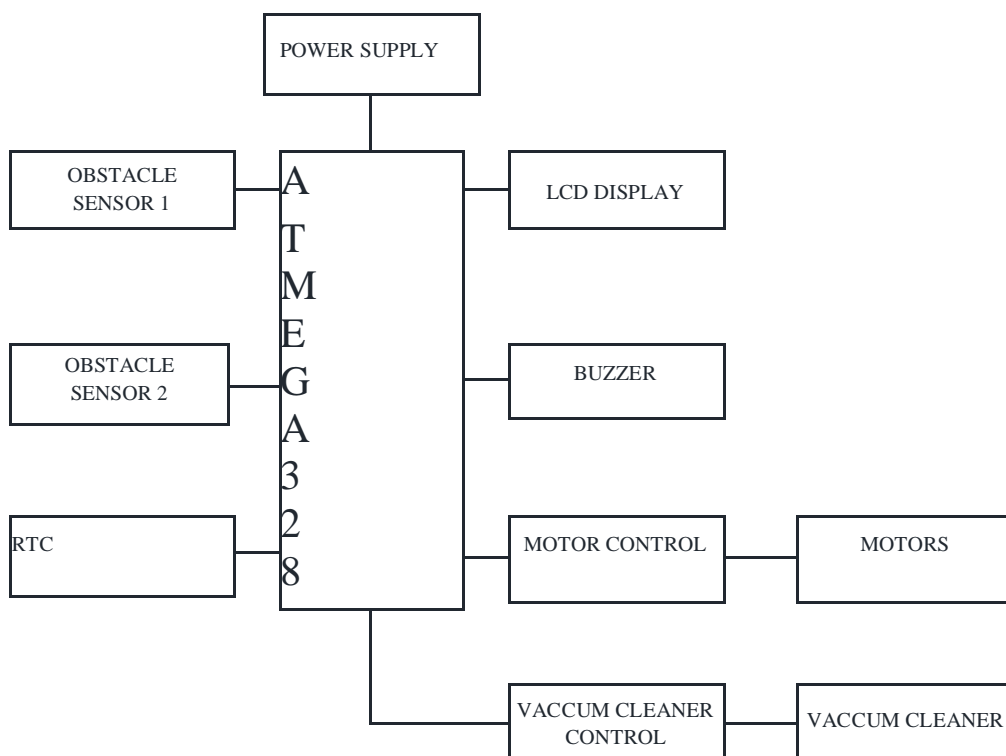 POWER SUPPLY
OBSTACLE
SENSOR 1
A
T
M
E
G
A
3
2
8
LCD DISPLAY
OBSTACLE
SENSOR 2
BUZZER
RTC
MOTOR CONTROL
MOTORS
VACCUM CLEANER
CONTROL
VACCUM CLEANER